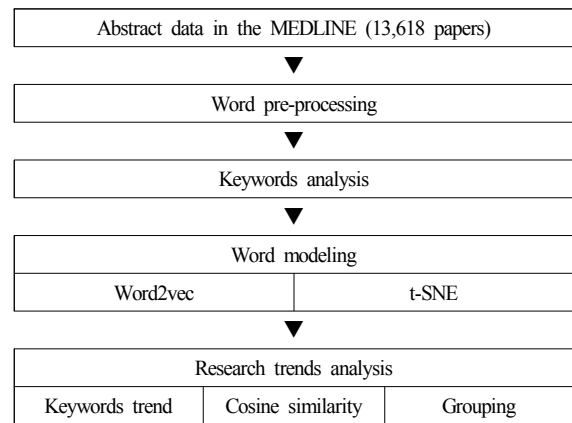 Abstract data in the MEDLINE (13,618 papers)
Word pre-processing
Keywords analysis
Word modeling
Word2vec t-SNE
Research trends analysis
Keywords trend Cosine similarity Grouping